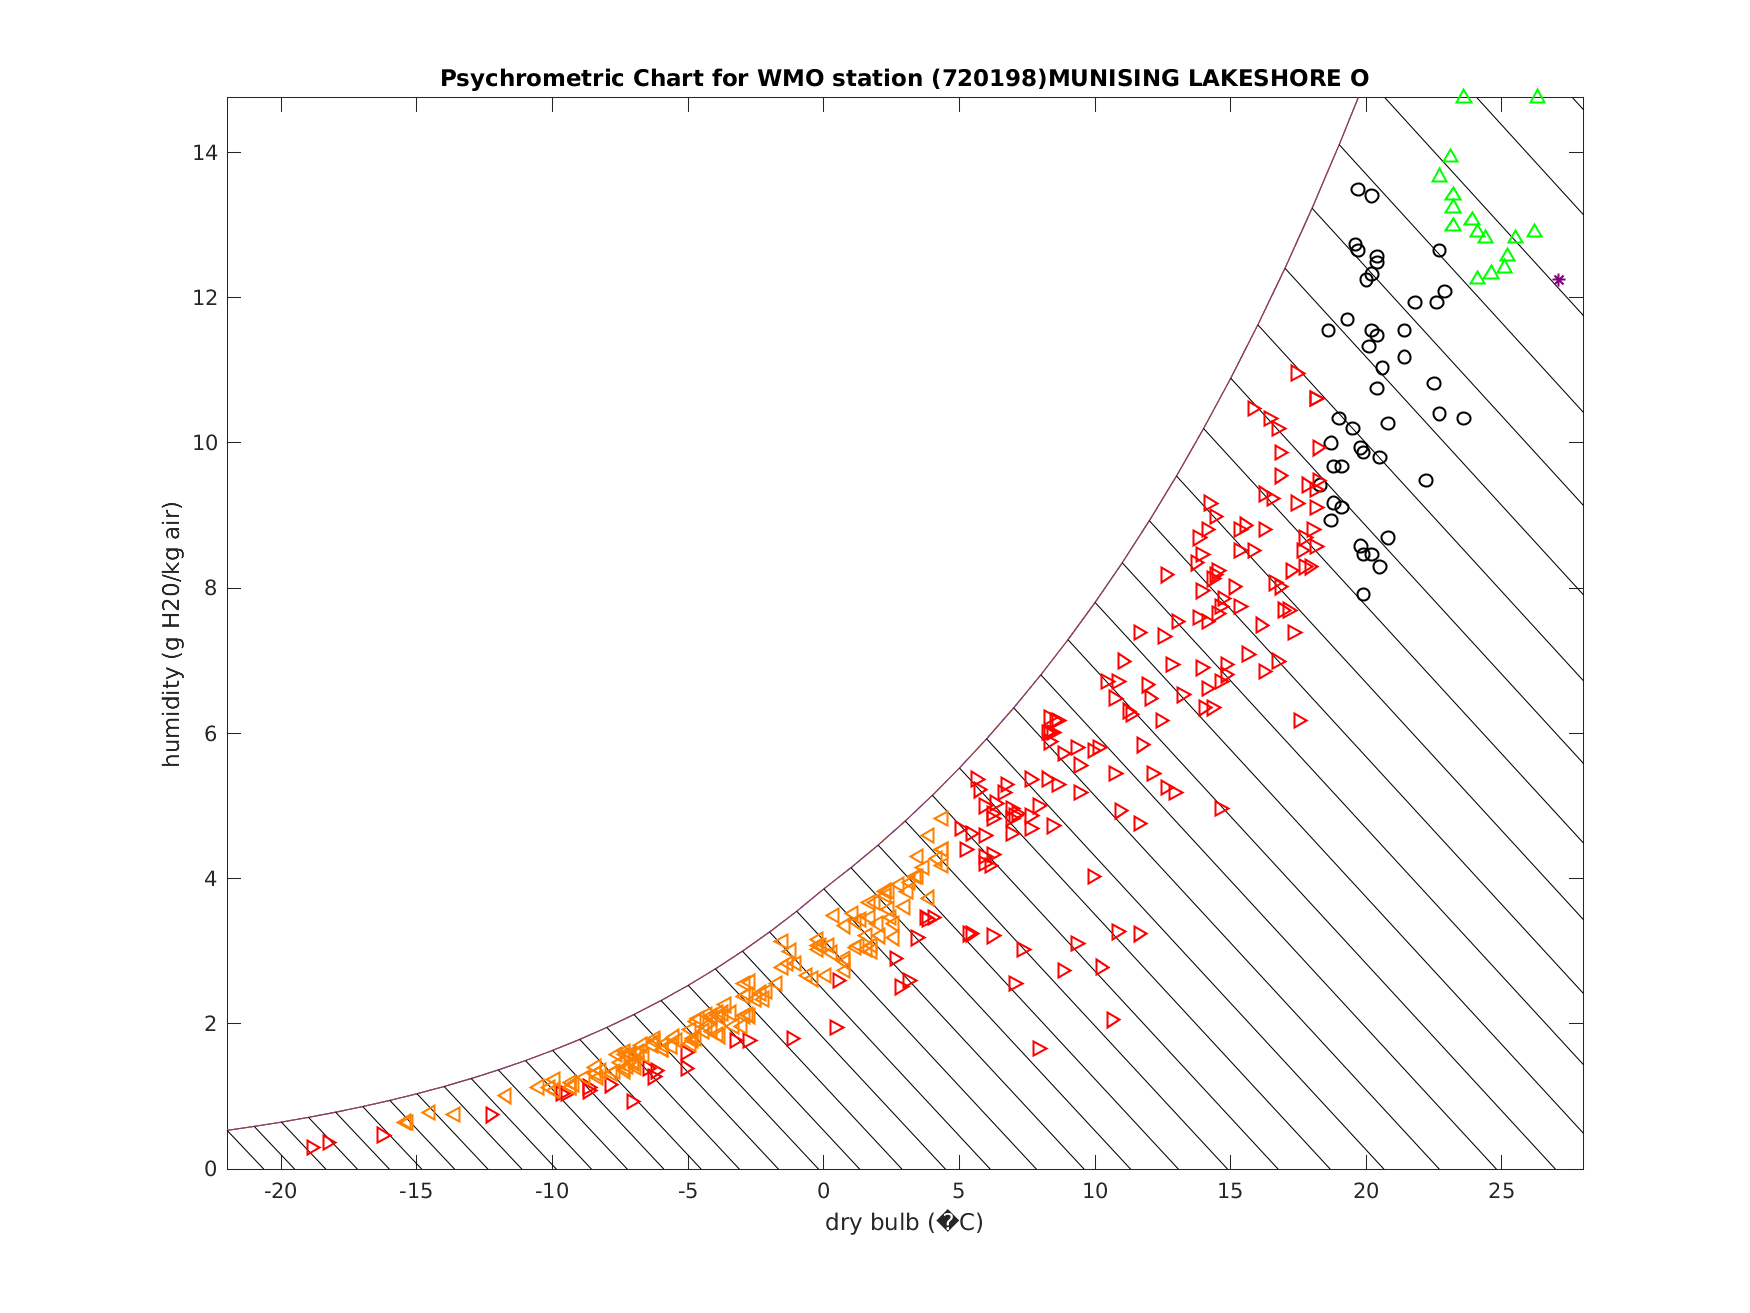 Psychrometric Chart for WMO station (720198)MUNISING LAKESHORE O
humidity (g H20/kg air)
14
12
10
8
6
4
2
0
-20 -15 -10 -5 0 5 10 15 20 25
dry bulb (�C)